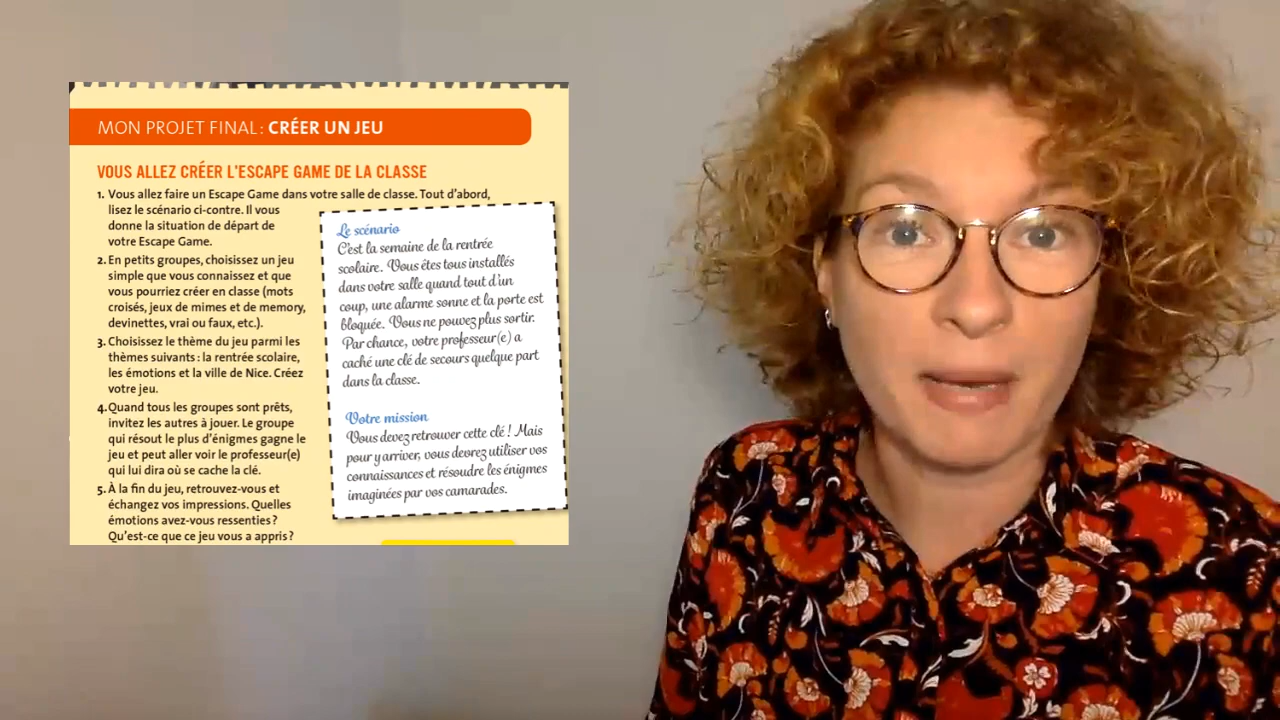 MON PROJET FINAL : CRÉER UN JEU
VOUS ALLEZ CRÉER L'ESCAPE GAME DE LA CLASSE
1. Vous allez faire un Escape Game dans votre salle de classe. Tout d'abord,
lisez le scénario ci-contre. Il vous
donne la situation de départ de
votre Escape Game.
2. En petits groupes, choisissez un jeu
simple que vous connaissez et que
vous pourriez créer en classe (mots
croisés, jeux de mimes et de memory,
devinettes, vrai ou faux, etc.).
3. Choisissez le thème du jeu parmi les
thèmes suivants : la rentrée scolaire,
les émotions et la ville de Nice. Créez
votre jeu.
4. Quand tous les groupes sont prêts,
invitez les autres à jouer. Le groupe
qui résout le plus d'énigmes gagne le
jeu et peut aller voir le professeur(e)
qui lui dira où se cache la clé.
5. À la fin du jeu, retrouvez-vous et
échangez vos impressions. Quelles
émotions avez-vous ressenties ?
Qu'est-ce que ce jeu vous a appris ?
Le scénario
C'est la semaine de la rentrée
scolaire. Vous êtes tous installés
dans votre salle quand tout d'un
coup, une alarme sonne et la porte est
bloquée. Vous ne pouvez plus sortir.
Par chance, votre professeur(e) a
caché une clé de secours quelque part
dans la classe.
Votre mission
Vous devez retrouver cette clé ! Mais
pour y arriver, vous devrez utiliser vos
connaissances et résoudre les énigmes
imaginées par vos camarades.